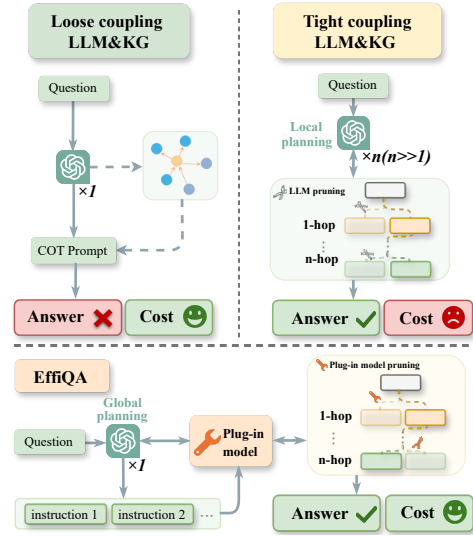 Loose coupling
LLM&KG
Question
×1
COT Prompt
Answer
Cost
Tight coupling
LLM&KG
Question
Local
planning
×n(n>>1)
LLM pruning
1-hop
⋮
n-hop
Answer
Cost
EffiQA
Global
planning
Question
×1
Plug-in
model
instruction 1
instruction 2
...
Plug-in model pruning
1-hop
⋮
n-hop
Answer
Cost